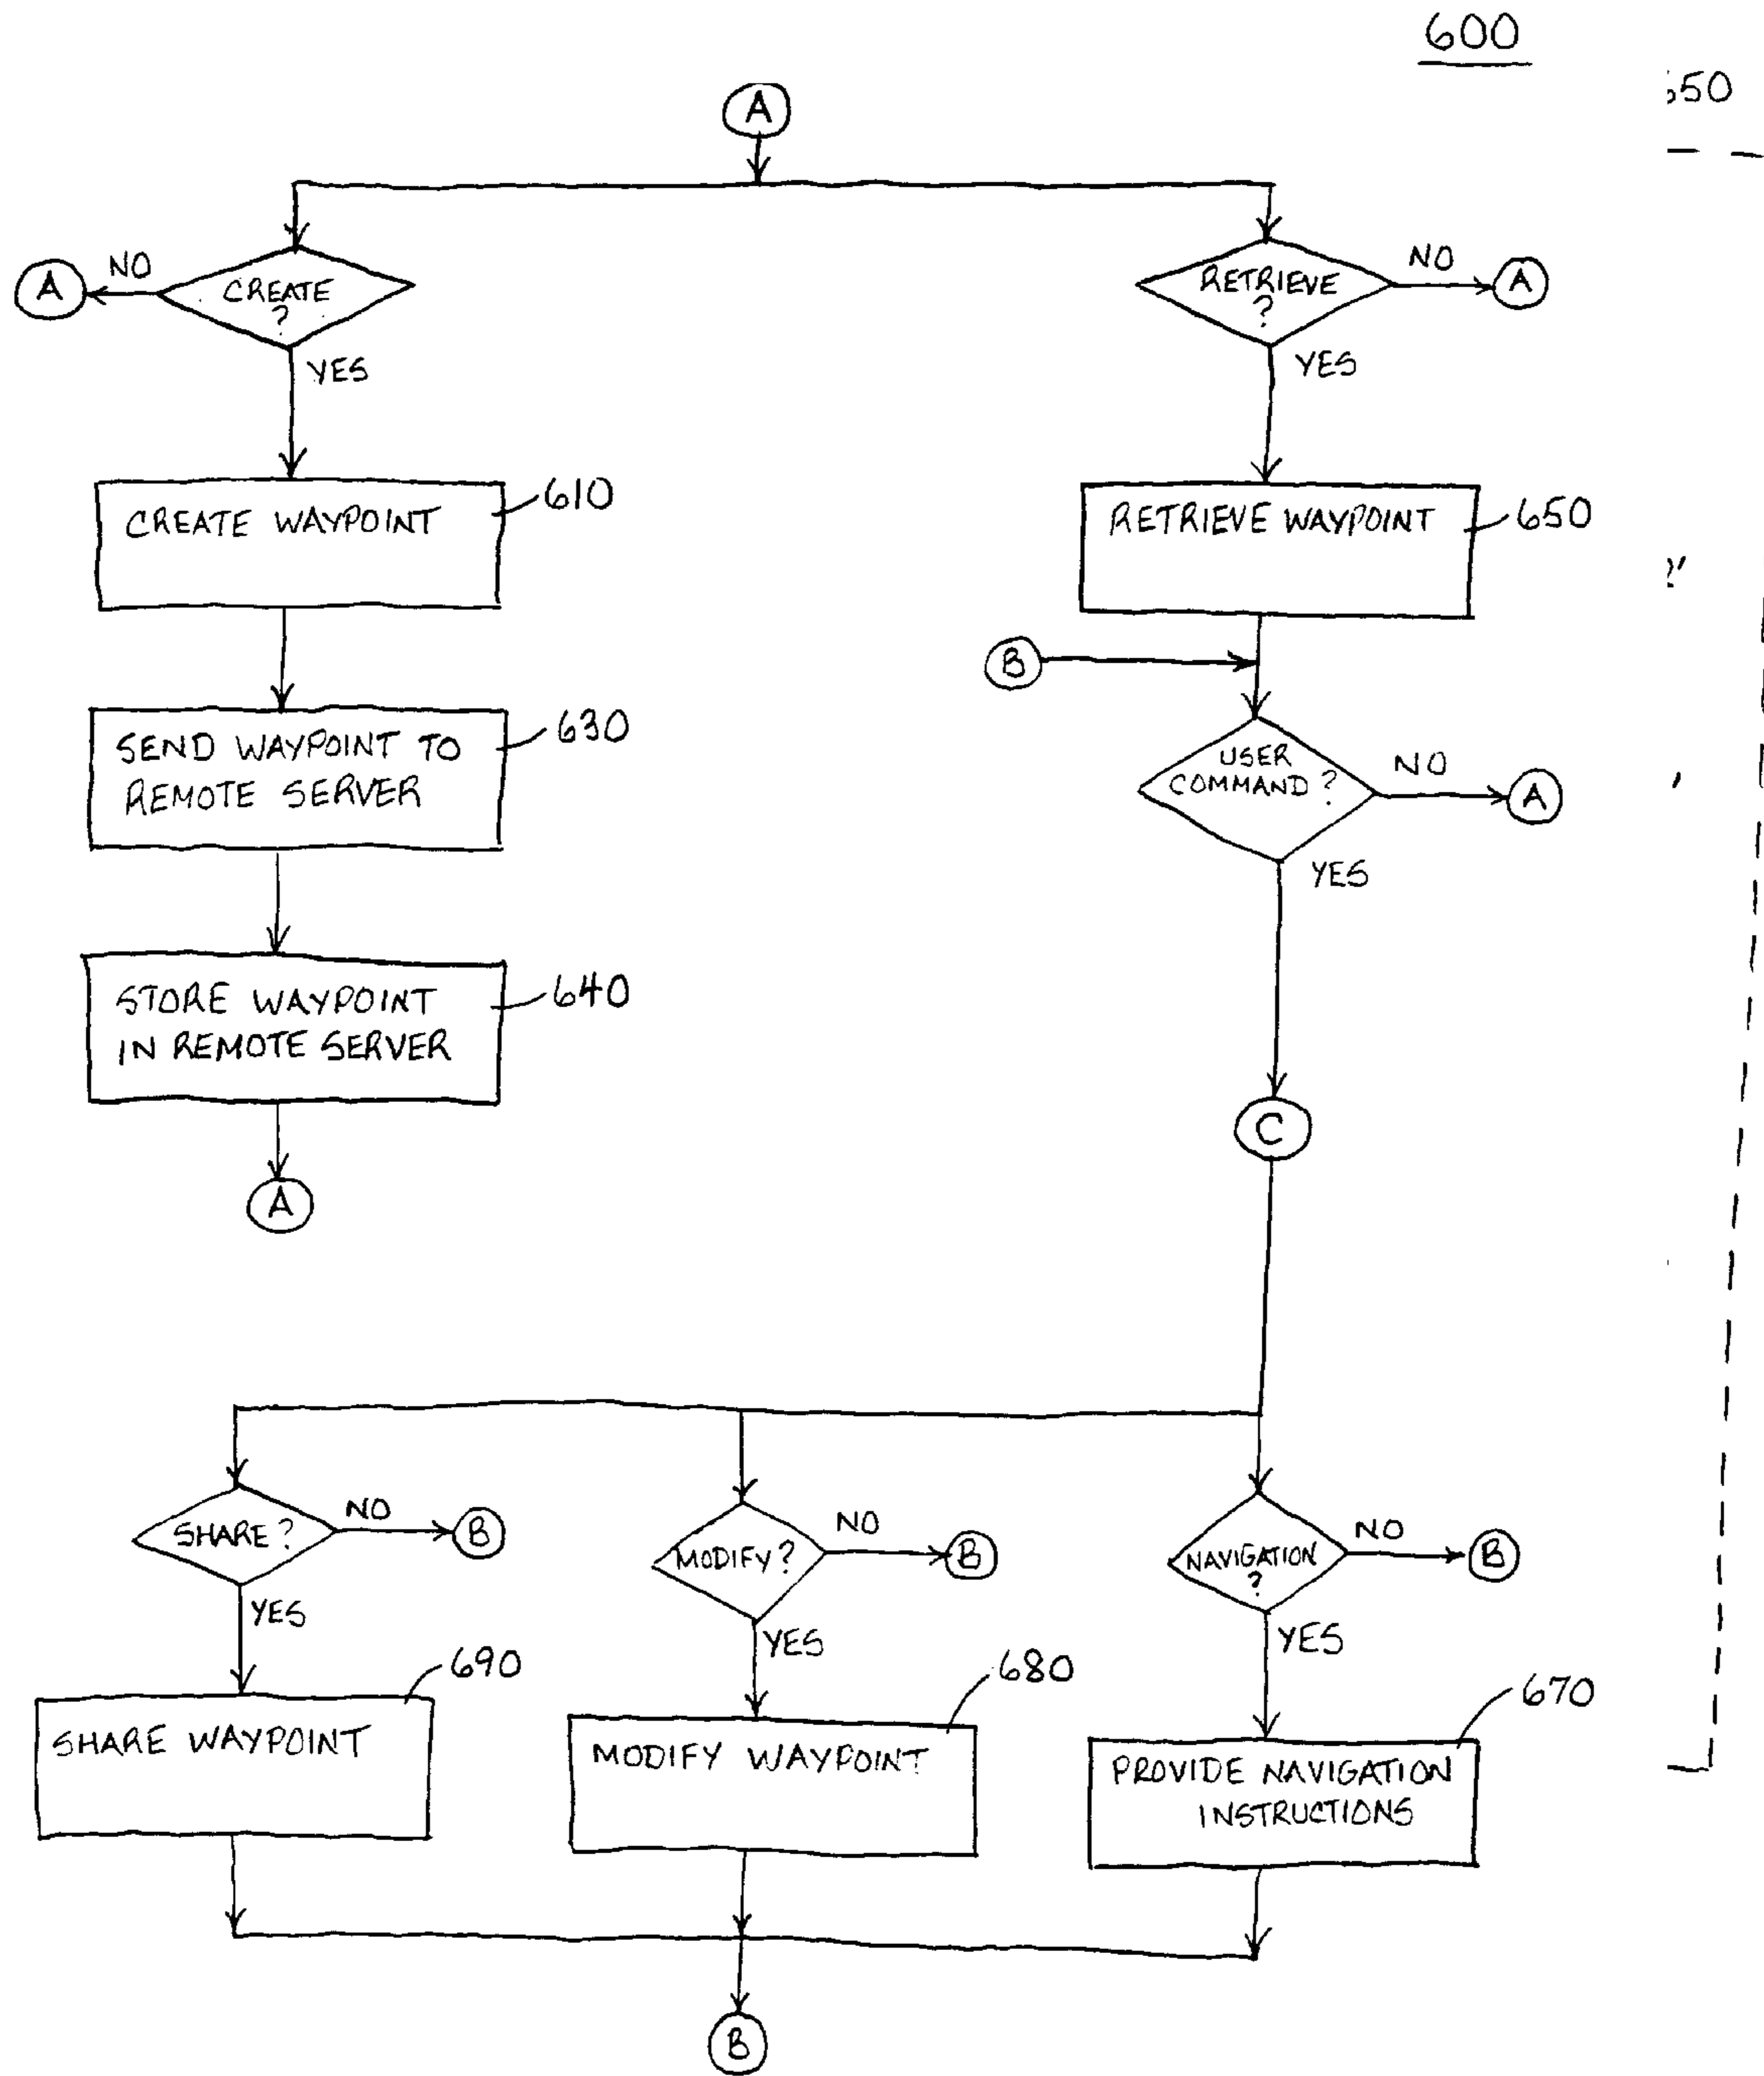 600
A
A
NO
CREATE
?
YES
RETRIEVE
?
NO
A
YES
CREATE WAYPOINT
610
RETRIEVE WAYPOINT
650
B
SEND WAYPOINT TO
REMOTE SERVER
630
USER
COMMAND?
NO
A
YES
STORE WAYPOINT
IN REMOTE SERVER
640
A
C
SHARE?
NO
B
YES
MODIFY?
NO
B
YES
NAVIGATION
?
NO
B
YES
SHARE WAYPOINT
690
MODIFY WAYPOINT
680
PROVIDE NAVIGATION
INSTRUCTIONS
670
B